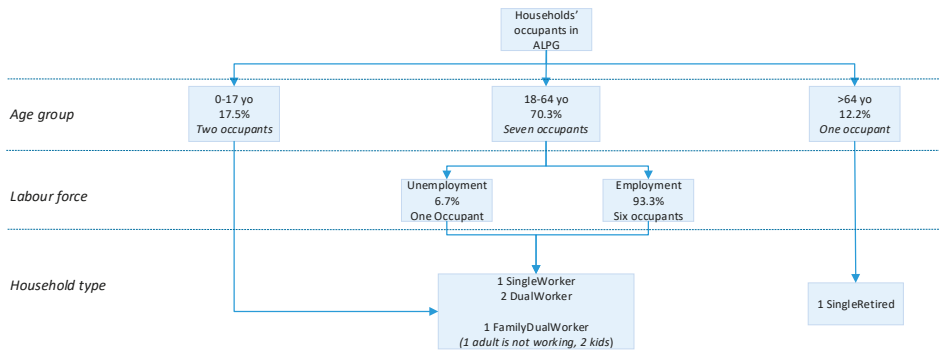 Households'
occupants in
ALPG
Age group
0-17 yo
17.5%
Two occupants
18-64 yo
70.3%
Seven occupants
>64 yo
12.2%
One occupant
Labour force
Unemployment
6.7%
One Occupant
Employment
93.3%
Six occupants
Household type
1 SingleWorker
2 DualWorker
1 FamilyDualWorker
(1 adult is not working, 2 kids)
1 SingleRetired